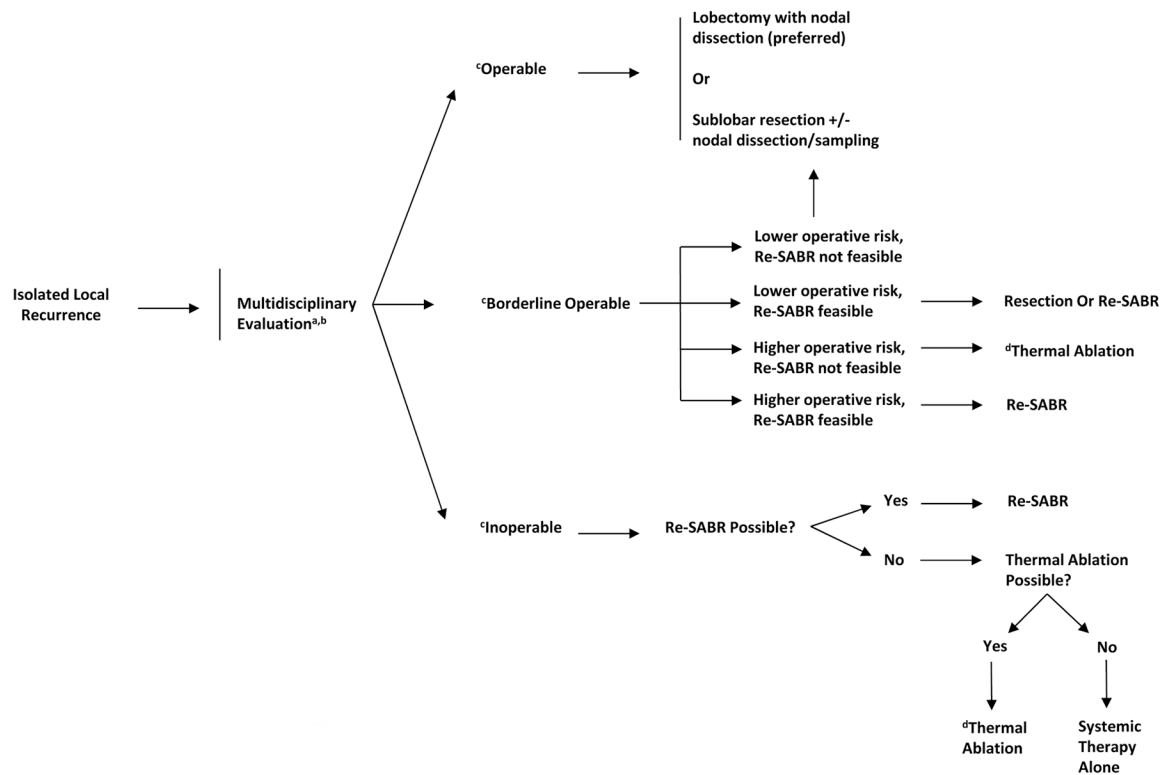 Isolated Local
Recurrence
Multidisciplinary
Evaluationᵃ,ᵇ
ᶜOperable
Lobectomy with nodal
dissection (preferred)
Or
Sublobar resection +/-
nodal dissection/sampling
ᶜBorderline Operable
Lower operative risk,
Re-SABR not feasible
Lower operative risk,
Re-SABR feasible
Resection Or Re-SABR
Higher operative risk,
Re-SABR not feasible
ᵈThermal Ablation
Higher operative risk,
Re-SABR feasible
Re-SABR
ᶜInoperable
Re-SABR Possible?
Yes
Re-SABR
No
Thermal Ablation
Possible?
Yes
No
ᵈThermal
Ablation
Systemic
Therapy
Alone